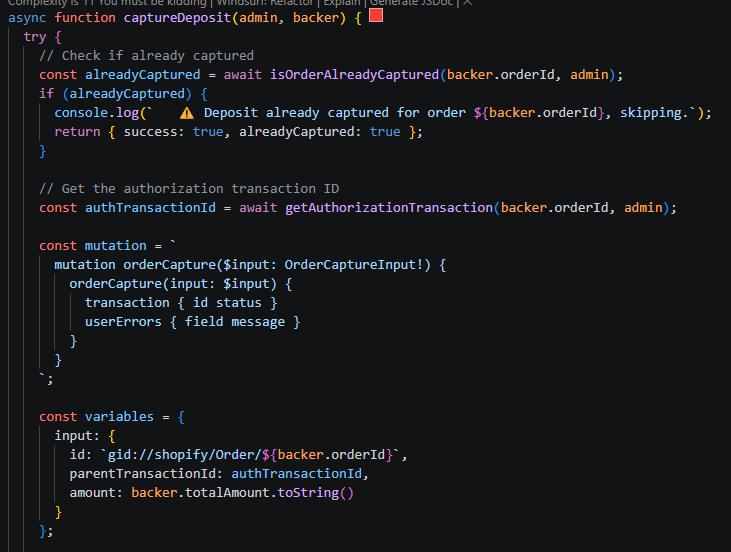 Complexity is 11 You must be kidding | Windsurf: Refactor | Explain | Generate JSDoc | X
async function captureDeposit(admin, backer) { 🟥
try {
// Check if already captured
const alreadyCaptured = await isOrderAlreadyCaptured(backer.orderId, admin);
if (alreadyCaptured) {
console.log(`   ⚠️ Deposit already captured for order ${backer.orderId}, skipping.`);
return { success: true, alreadyCaptured: true };
}
// Get the authorization transaction ID
const authTransactionId = await getAuthorizationTransaction(backer.orderId, admin);
const mutation = `
mutation orderCapture($input: OrderCaptureInput!) {
orderCapture(input: $input) {
transaction { id status }
userErrors { field message }
}
}
`;
const variables = {
input: {
id: `gid://shopify/Order/${backer.orderId}`,
parentTransactionId: authTransactionId,
amount: backer.totalAmount.toString()
}
};